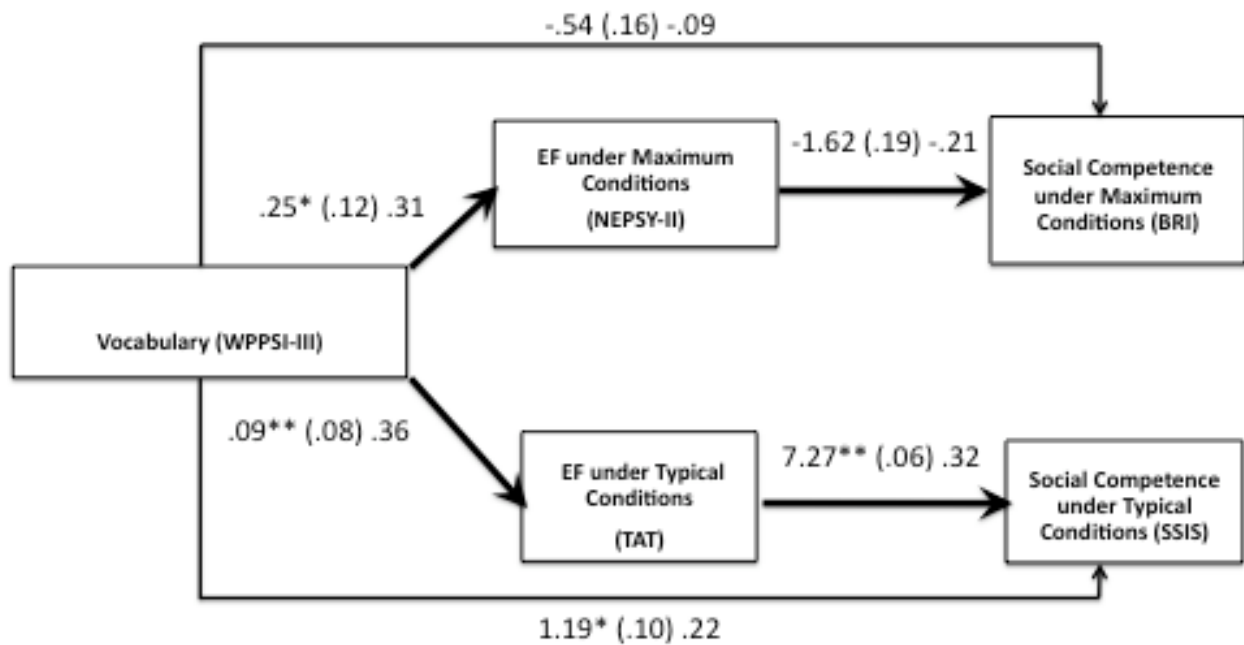 -.54 (.16) -.09
EF under Maximum
Conditions
(NEPSY-II)
-1.62 (.19) -.21
Social Competence
under Maximum
Conditions (BRI)
.25* (.12) .31
Vocabulary (WPPSI-III)
.09** (.08) .36
EF under Typical
Conditions
(TAT)
7.27** (.06) .32
Social Competence
under Typical
Conditions (SSIS)
1.19* (.10) .22